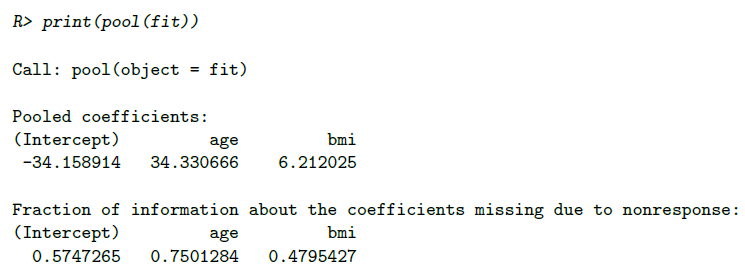 R> print(pool(fit))
Call: pool(object = fit)
Pooled coefficients:
(Intercept) age bmi
-34.158914 34.330666 6.212025
Fraction of information about the coefficients missing due to nonresponse:
(Intercept) age bmi
0.5747265 0.7501284 0.4795427